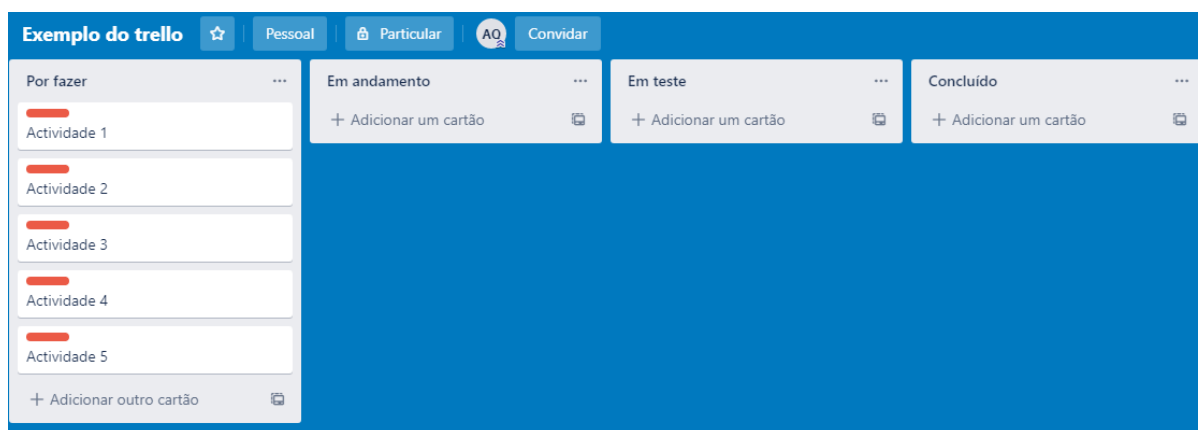 Exemplo do trello Pessoal Particular AQ Convidar
Por fazer
Actividade 1
Actividade 2
Actividade 3
Actividade 4
Actividade 5
+ Adicionar outro cartão
Em andamento
+ Adicionar um cartão
Em teste
+ Adicionar um cartão
Concluído
+ Adicionar um cartão